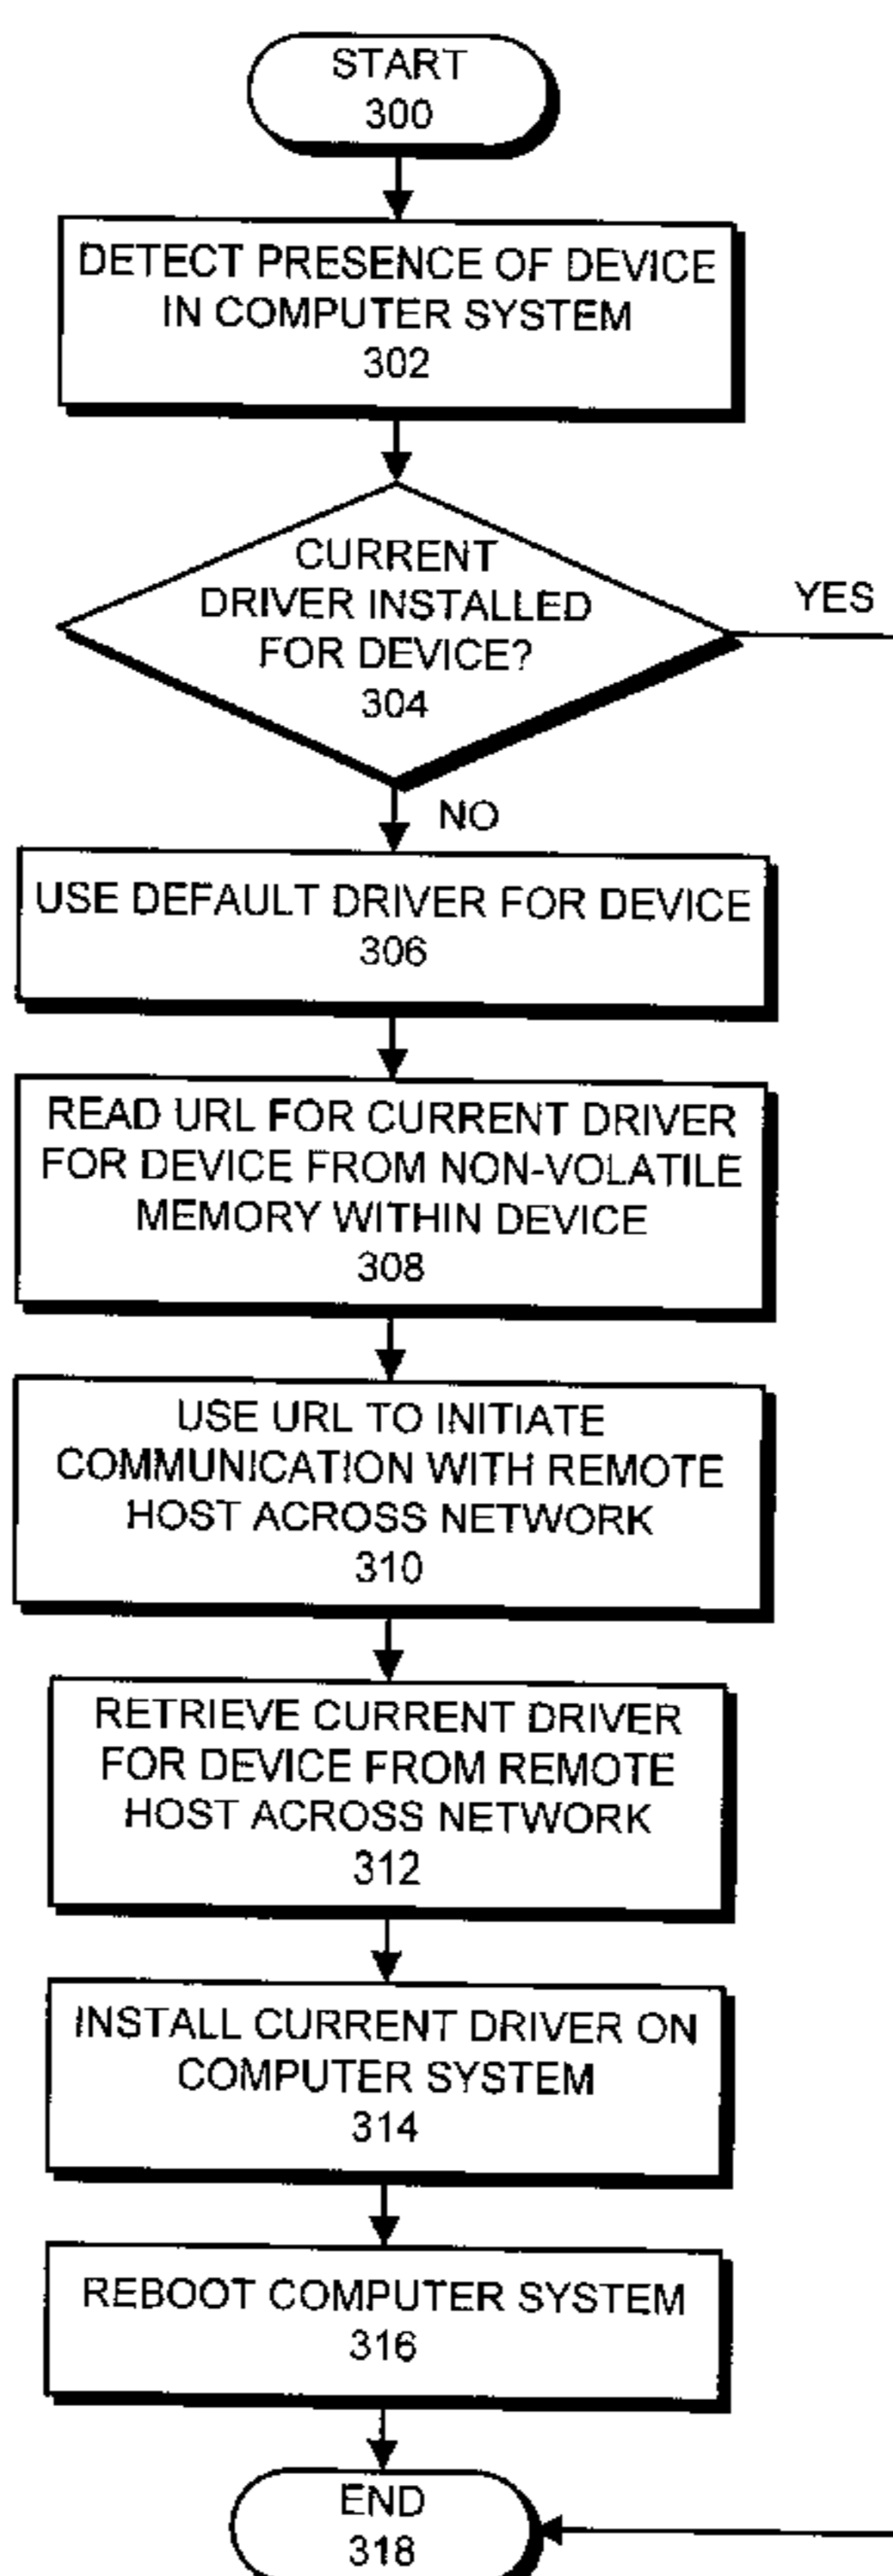 START
300
DETECT PRESENCE OF DEVICE
IN COMPUTER SYSTEM
302
CURRENT
DRIVER INSTALLED
FOR DEVICE?
304
YES
NO
USE DEFAULT DRIVER FOR DEVICE
306
READ URL FOR CURRENT DRIVER
FOR DEVICE FROM NON-VOLATILE
MEMORY WITHIN DEVICE
308
USE URL TO INITIATE
COMMUNICATION WITH REMOTE
HOST ACROSS NETWORK
310
RETRIEVE CURRENT DRIVER
FOR DEVICE FROM REMOTE
HOST ACROSS NETWORK
312
INSTALL CURRENT DRIVER ON
COMPUTER SYSTEM
314
REBOOT COMPUTER SYSTEM
316
END
318